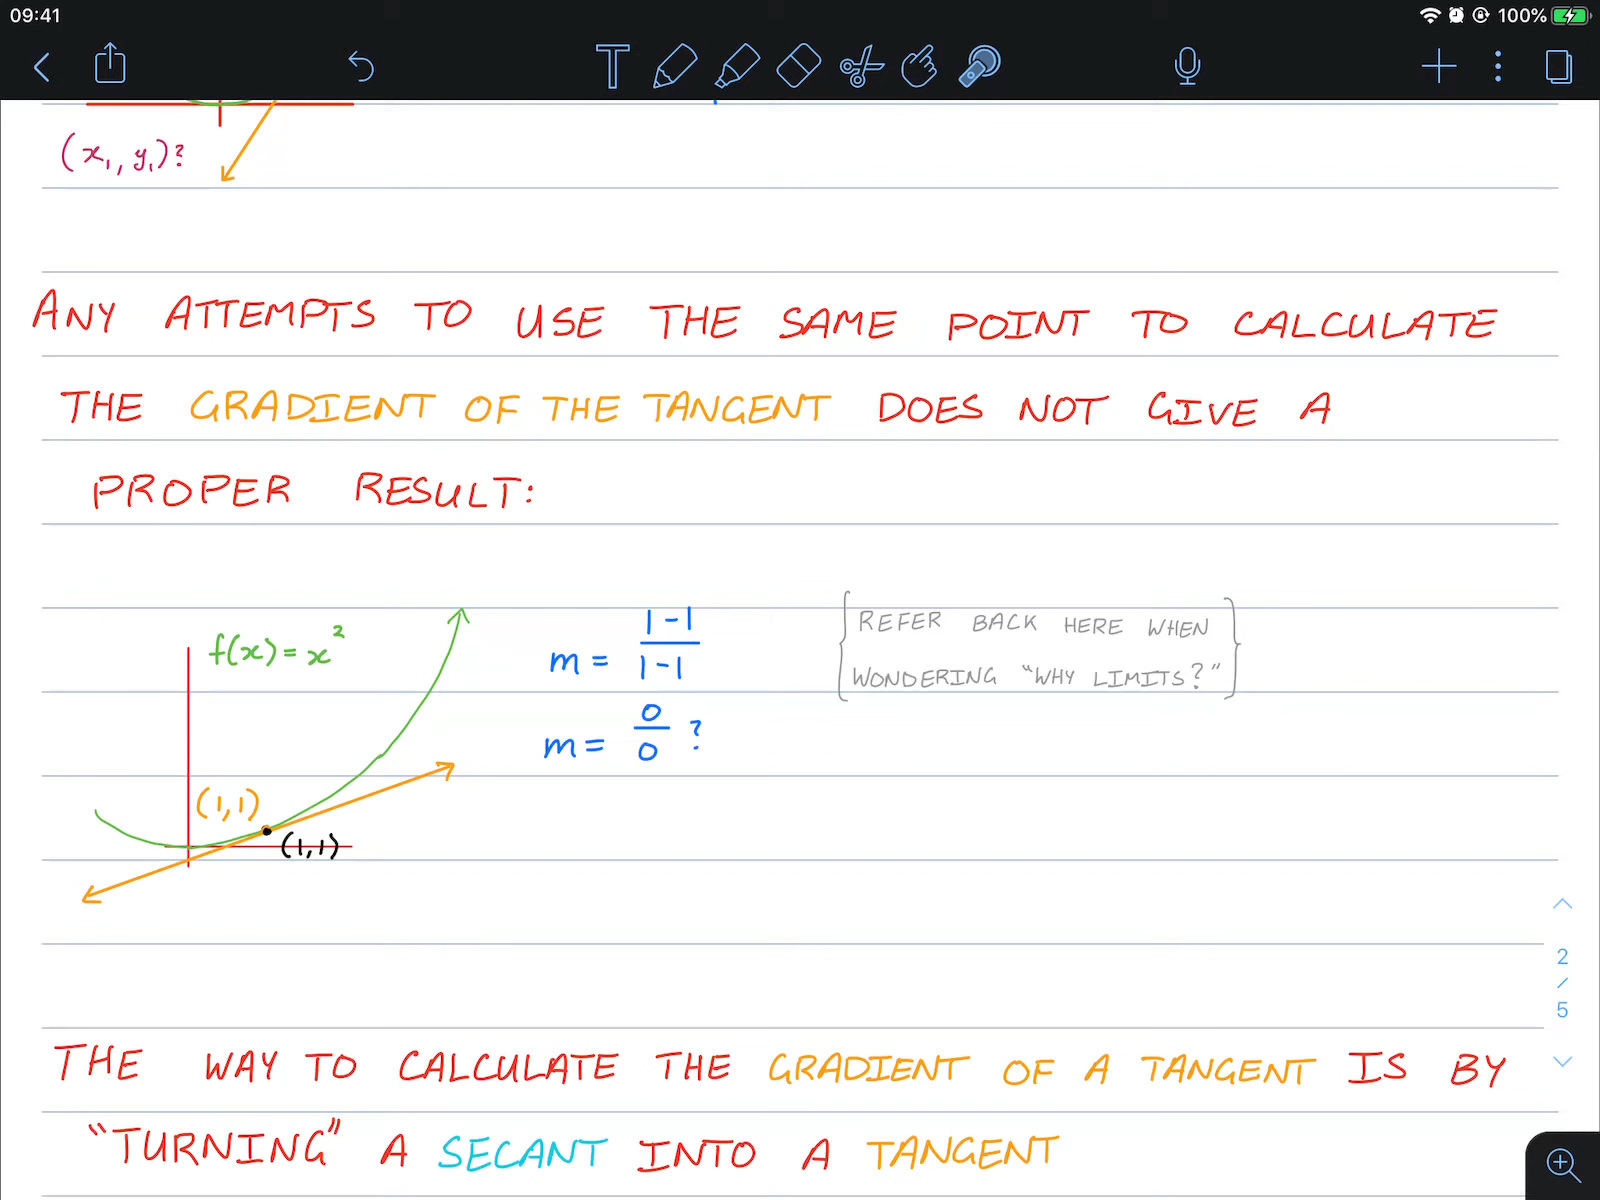 09:41
100%
T
(x₁, y₁)?
ANY ATTEMPTS TO USE THE SAME POINT TO CALCULATE
THE GRADIENT OF THE TANGENT DOES NOT GIVE A
PROPER RESULT:
f(x) = x²
(1,1)
(1,1)
m = 1-1/1-1
m = 0/0 ?
REFER BACK HERE WHEN
WONDERING "WHY LIMITS?"
2
/
5
THE WAY TO CALCULATE THE GRADIENT OF A TANGENT IS BY
"TURNING" A SECANT INTO A TANGENT